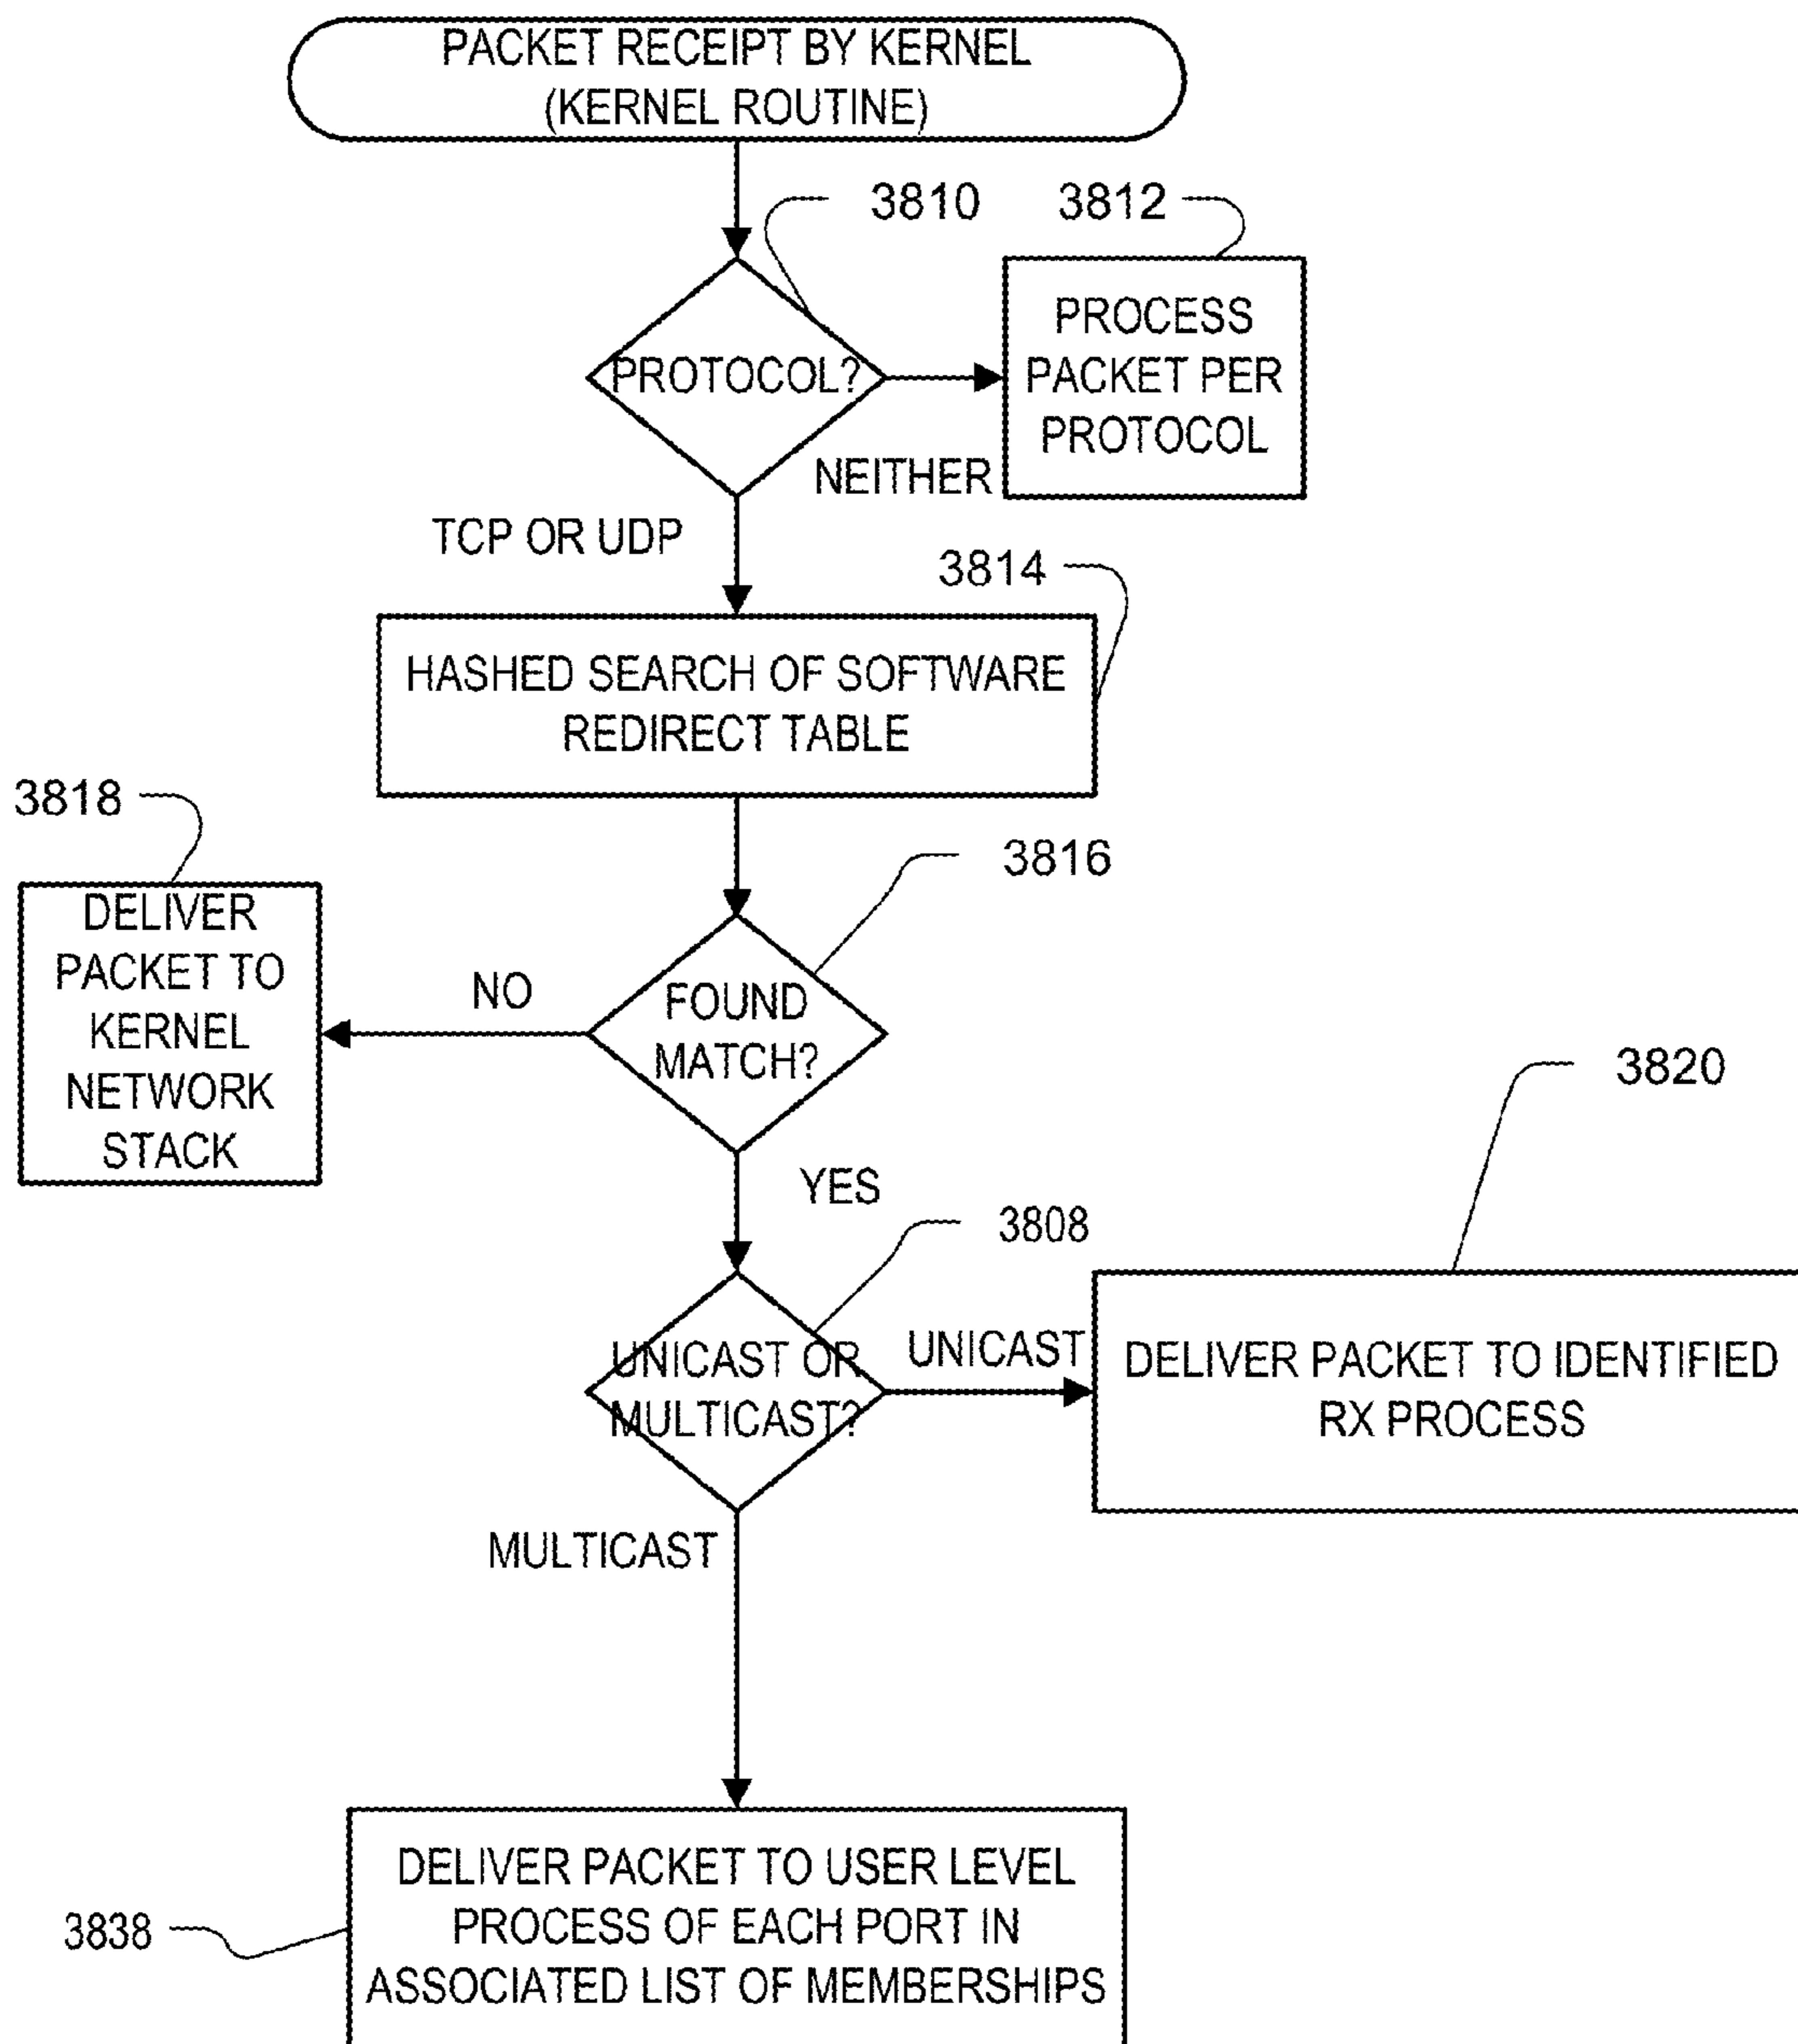 PACKET RECEIPT BY KERNEL
(KERNEL ROUTINE)
3810
3812
PROTOCOL?
PROCESS
PACKET PER
PROTOCOL
NEITHER
TCP OR UDP
3814
HASHED SEARCH OF SOFTWARE
REDIRECT TABLE
3818
3816
DELIVER
PACKET TO
KERNEL
NETWORK
STACK
NO
FOUND
MATCH?
3820
YES
3808
UNICAST OR
MULTICAST?
UNICAST
DELIVER PACKET TO IDENTIFIED
RX PROCESS
MULTICAST
DELIVER PACKET TO USER LEVEL
PROCESS OF EACH PORT IN
ASSOCIATED LIST OF MEMBERSHIPS
3838